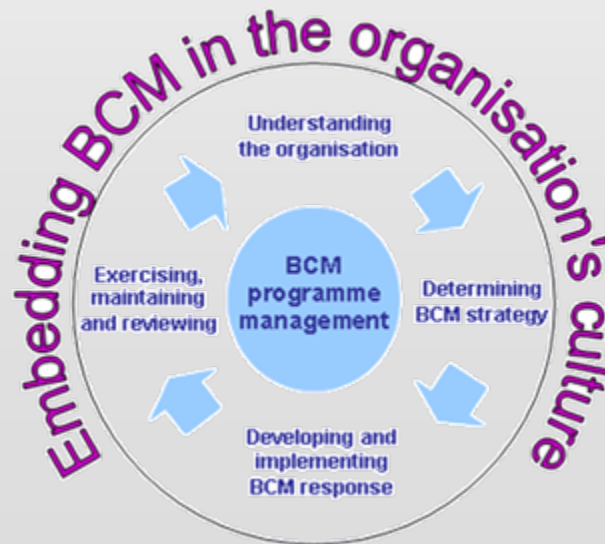 Embedding BCM in the organisation's culture
Understanding
the organisation
BCM
programme
management
Determining
BCM strategy
Developing and
implementing
BCM response
Exercising,
maintaining
and reviewing